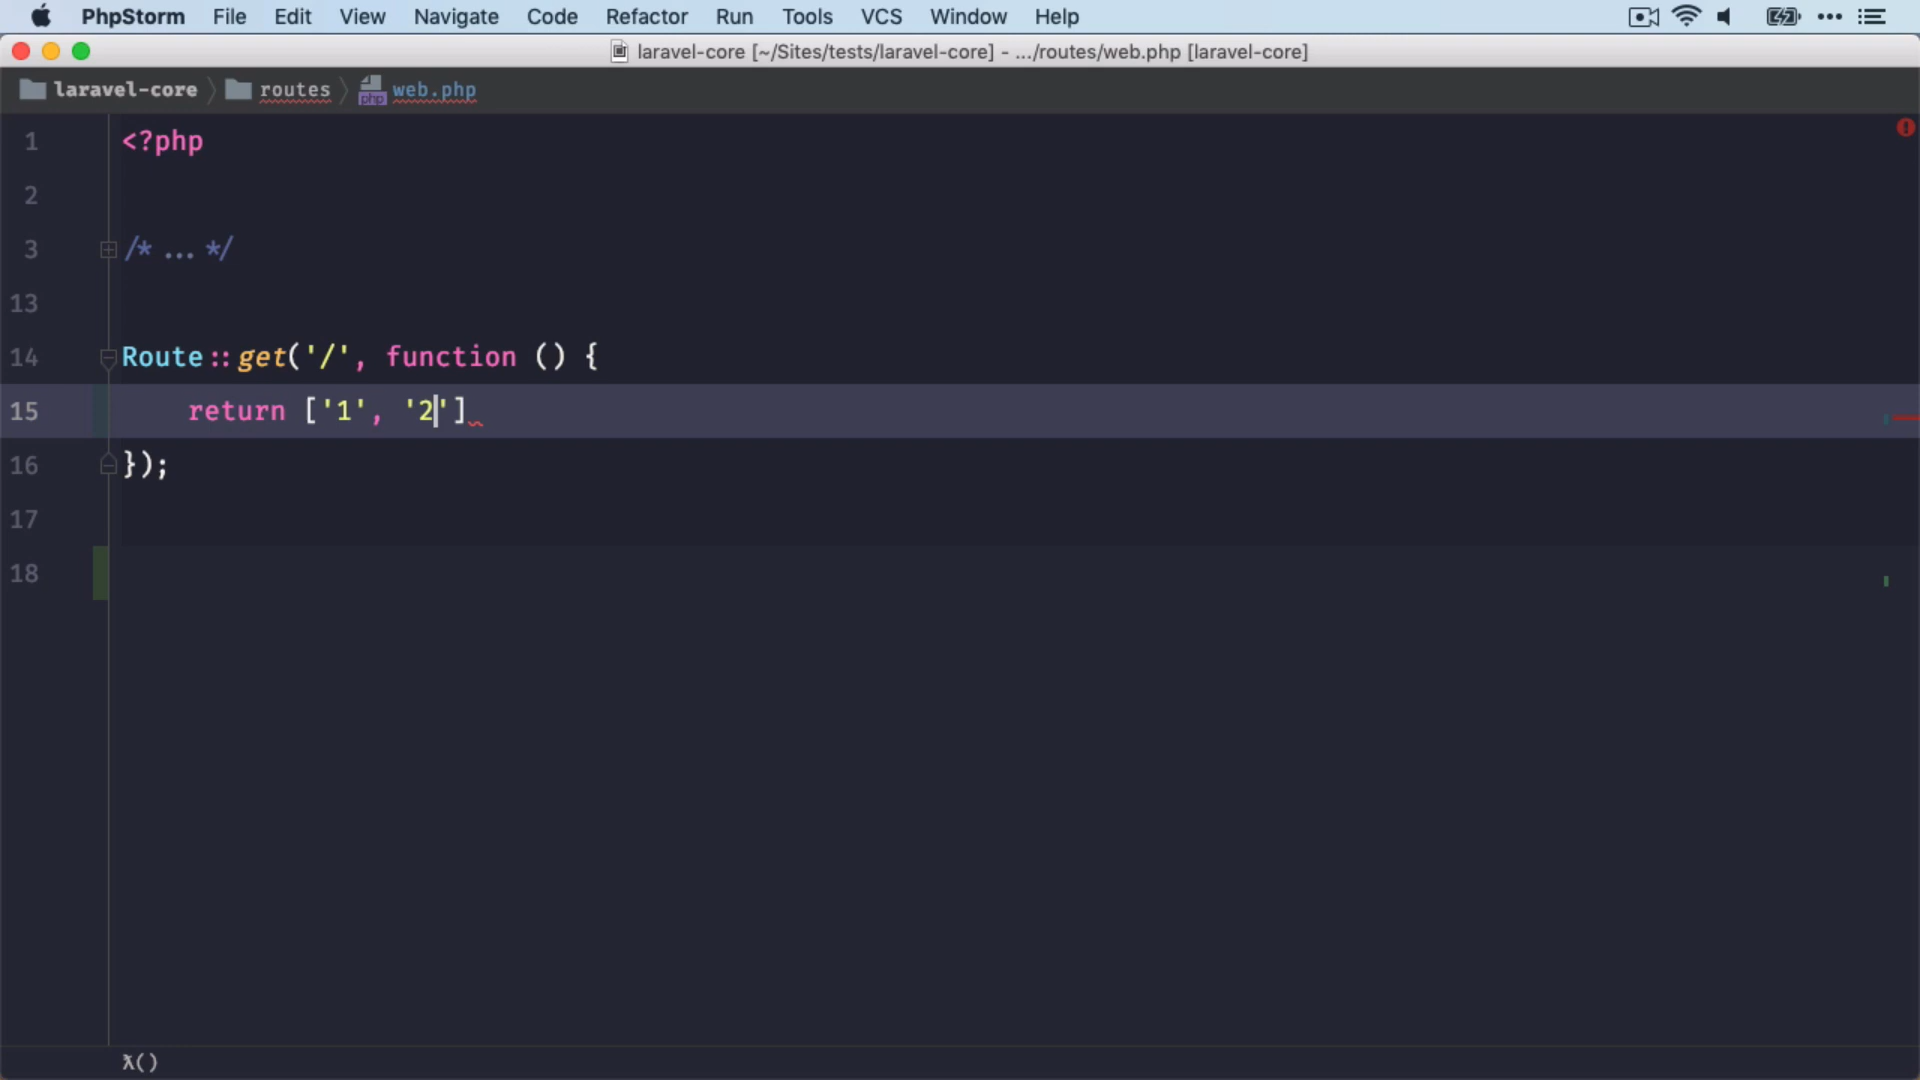 PhpStorm File Edit View Navigate Code Refactor Run Tools VCS Window Help
laravel-core [~/Sites/tests/laravel-core] - .../routes/web.php [laravel-core]
laravel-core routes web.php
1 <?php
2
3 /* ... */
13
14 Route::get('/', function () {
15 return ['1', '2']
16 });
17
18
λ()